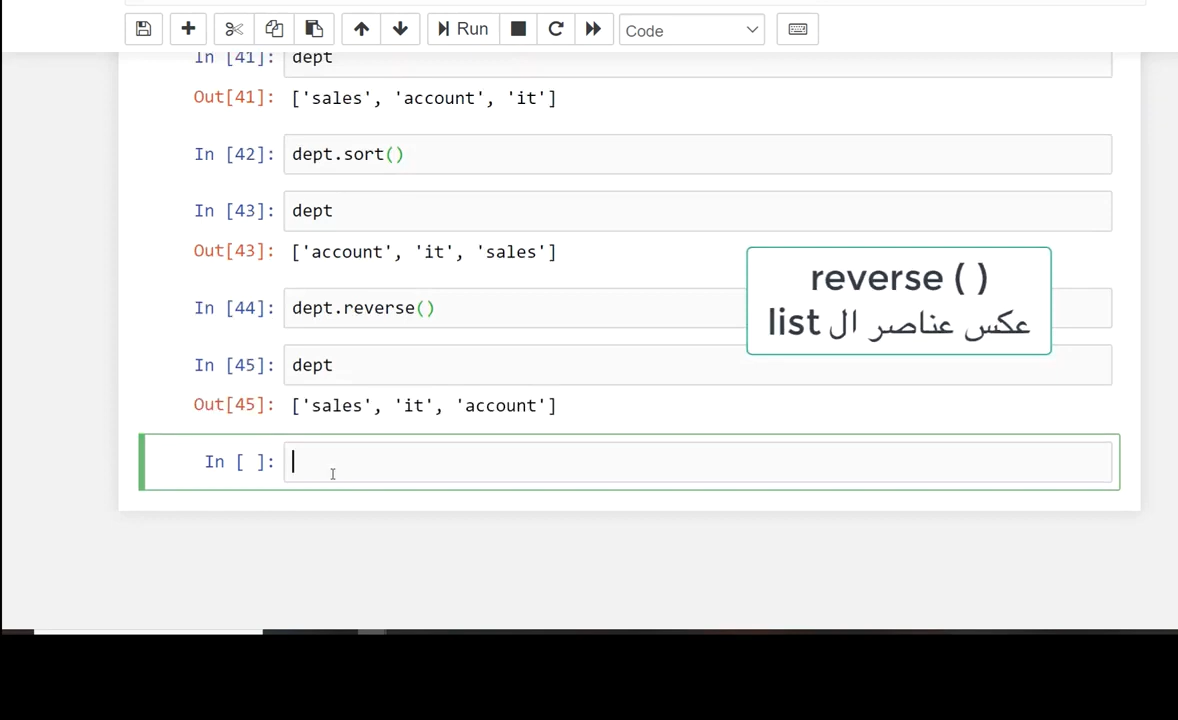 Run
Code
In [41]: dept
Out[41]: ['sales', 'account', 'it']
In [42]: dept.sort()
In [43]: dept
Out[43]: ['account', 'it', 'sales']
reverse ( )
عكس عناصر ال list
In [44]: dept.reverse()
In [45]: dept
Out[45]: ['sales', 'it', 'account']
In [ ]: